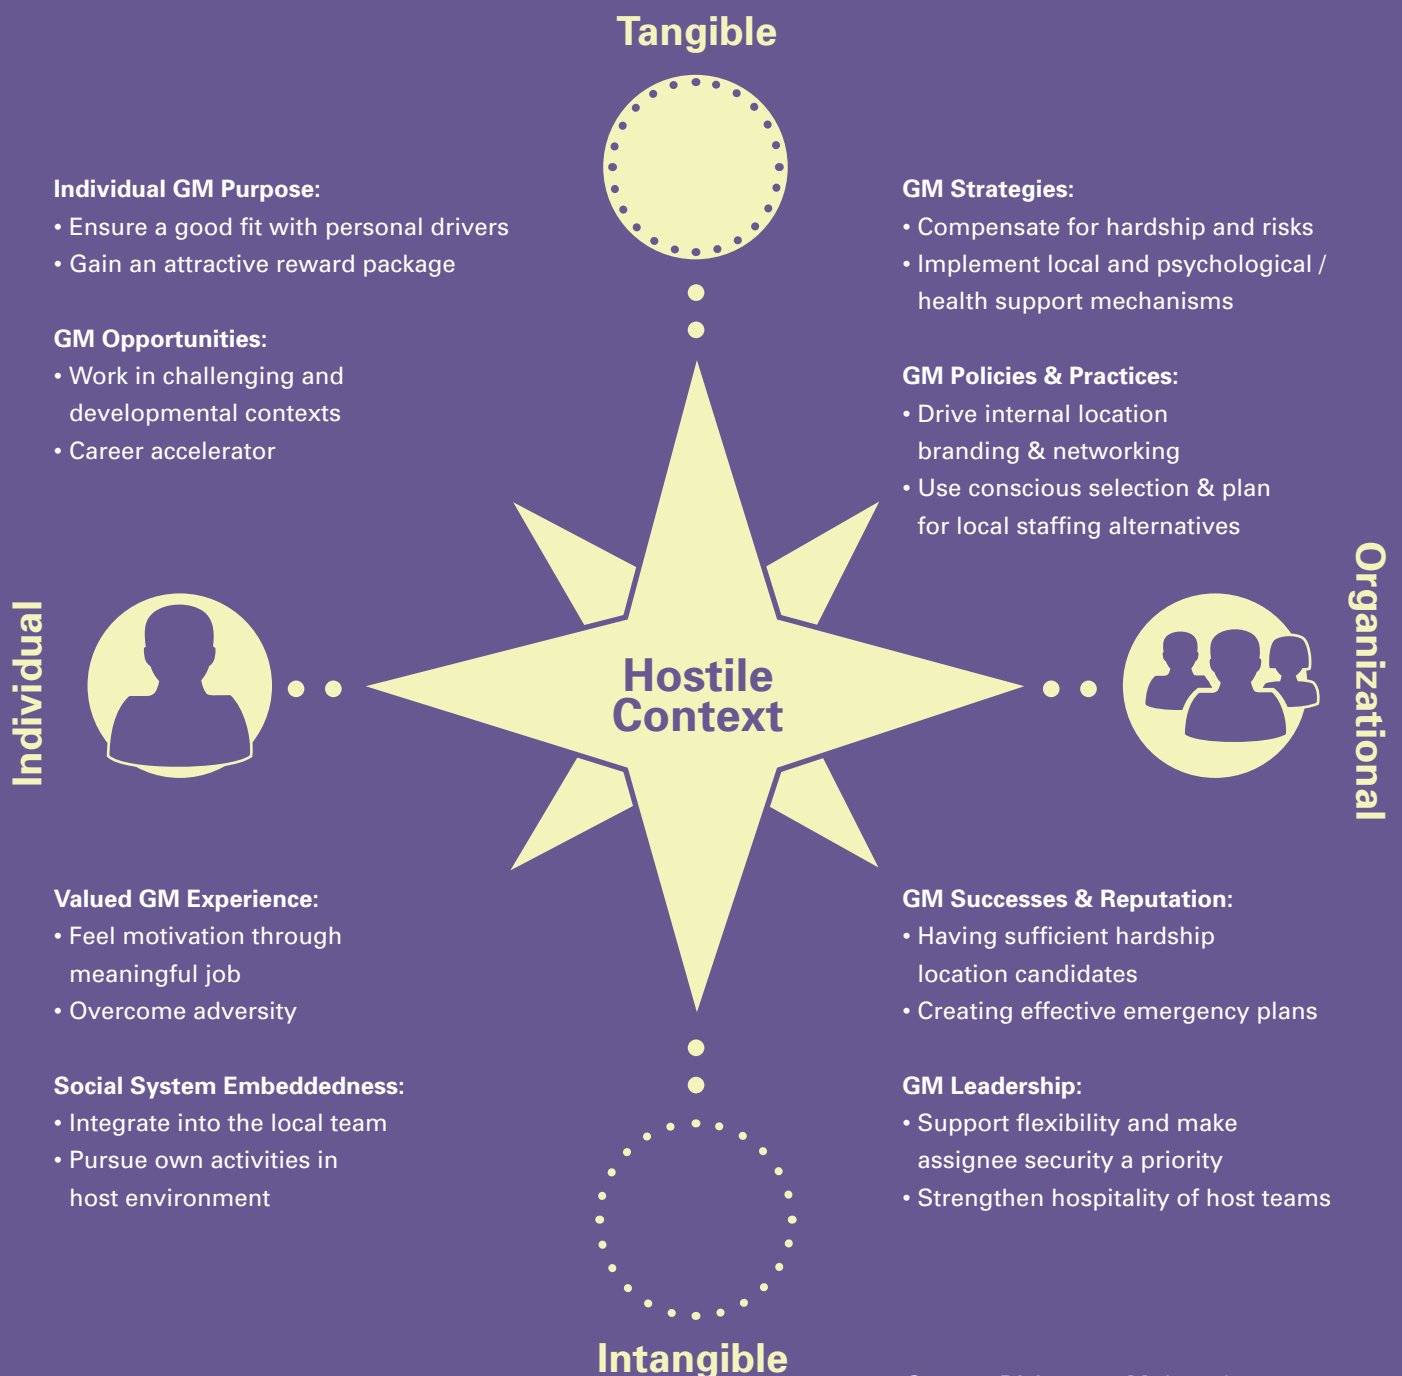 Tangible
Individual GM Purpose:
• Ensure a good fit with personal drivers
• Gain an attractive reward package
GM Opportunities:
• Work in challenging and
developmental contexts
• Career accelerator
GM Strategies:
• Compensate for hardship and risks
• Implement local and psychological /
health support mechanisms
GM Policies & Practices:
• Drive internal location
branding & networking
• Use conscious selection & plan
for local staffing alternatives
Individual
Hostile
Context
Organizational
Valued GM Experience:
• Feel motivation through
meaningful job
• Overcome adversity
Social System Embeddedness:
• Integrate into the local team
• Pursue own activities in
host environment
GM Successes & Reputation:
• Having sufficient hardship
location candidates
• Creating effective emergency plans
GM Leadership:
• Support flexibility and make
assignee security a priority
• Strengthen hospitality of host teams
Intangible